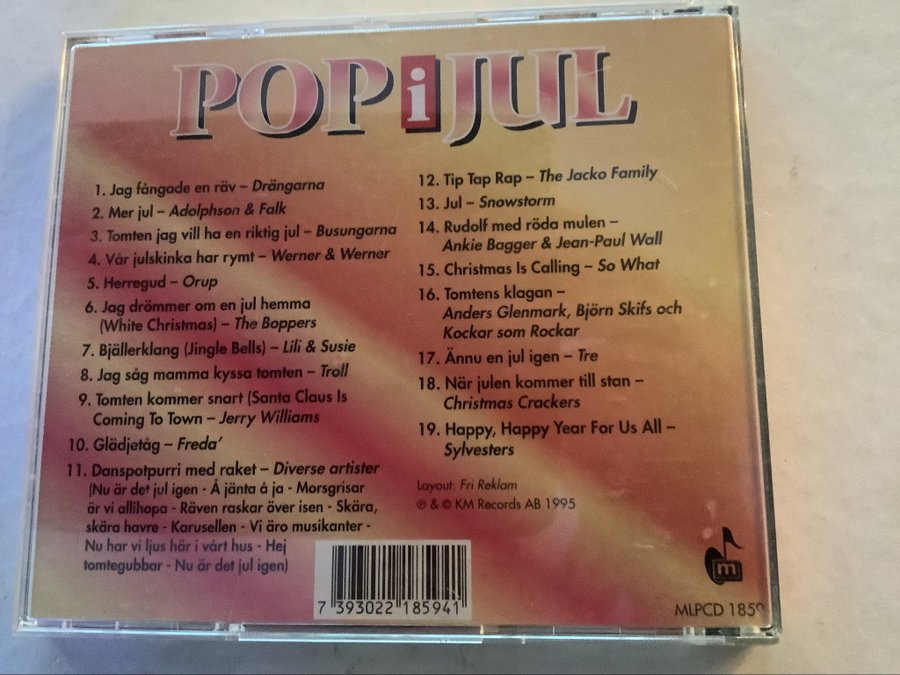 POP i JUL
1. Jag fångade en räv – Drängarna
2. Mer jul – Adolphson & Falk
3. Tomten jag vill ha en riktig jul – Busungarna
4. Vår julskinka har rymt – Werner & Werner
5. Herregud – Orup
6. Jag drömmer om en jul hemma
(White Christmas) – The Boppers
7. Bjällerklang (Jingle Bells) – Lili & Susie
8. Jag såg mamma kyssa tomten – Troll
9. Tomten kommer snart (Santa Claus Is
Coming To Town – Jerry Williams
10. Glädjetåg – Freda'
11. Danspotpurri med raket – Diverse artister
(Nu är det jul igen - Å jänta å ja - Morsgrisar
är vi allihopa - Räven raskar över isen - Skära,
skära havre - Karusellen - Vi äro musikanter -
Nu har vi ljus här i vårt hus - Hej
tomtegubbar - Nu är det jul igen)
12. Tip Tap Rap – The Jacko Family
13. Jul – Snowstorm
14. Rudolf med röda mulen –
Ankie Bagger & Jean-Paul Wall
15. Christmas Is Calling – So What
16. Tomtens klagan –
Anders Glenmark, Björn Skifs och
Kockar som Rockar
17. Ännu en jul igen – Tre
18. När julen kommer till stan –
Christmas Crackers
19. Happy, Happy Year For Us All –
Sylvesters
Layout: Fri Reklam
℗ & © KM Records AB 1995
7 393022 185941
m
MLPCD 1859